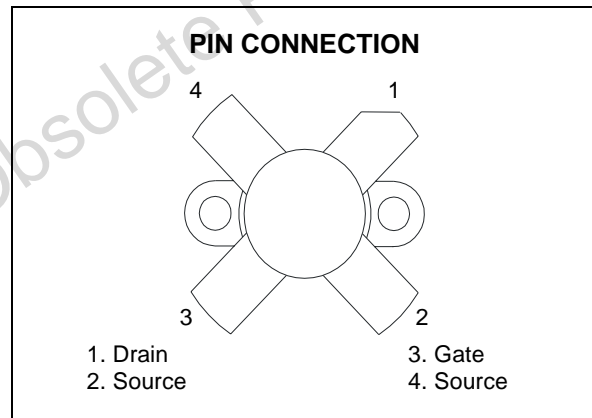 PIN CONNECTION
4 1
3 2
1. Drain 3. Gate
2. Source 4. Source
Obsolete